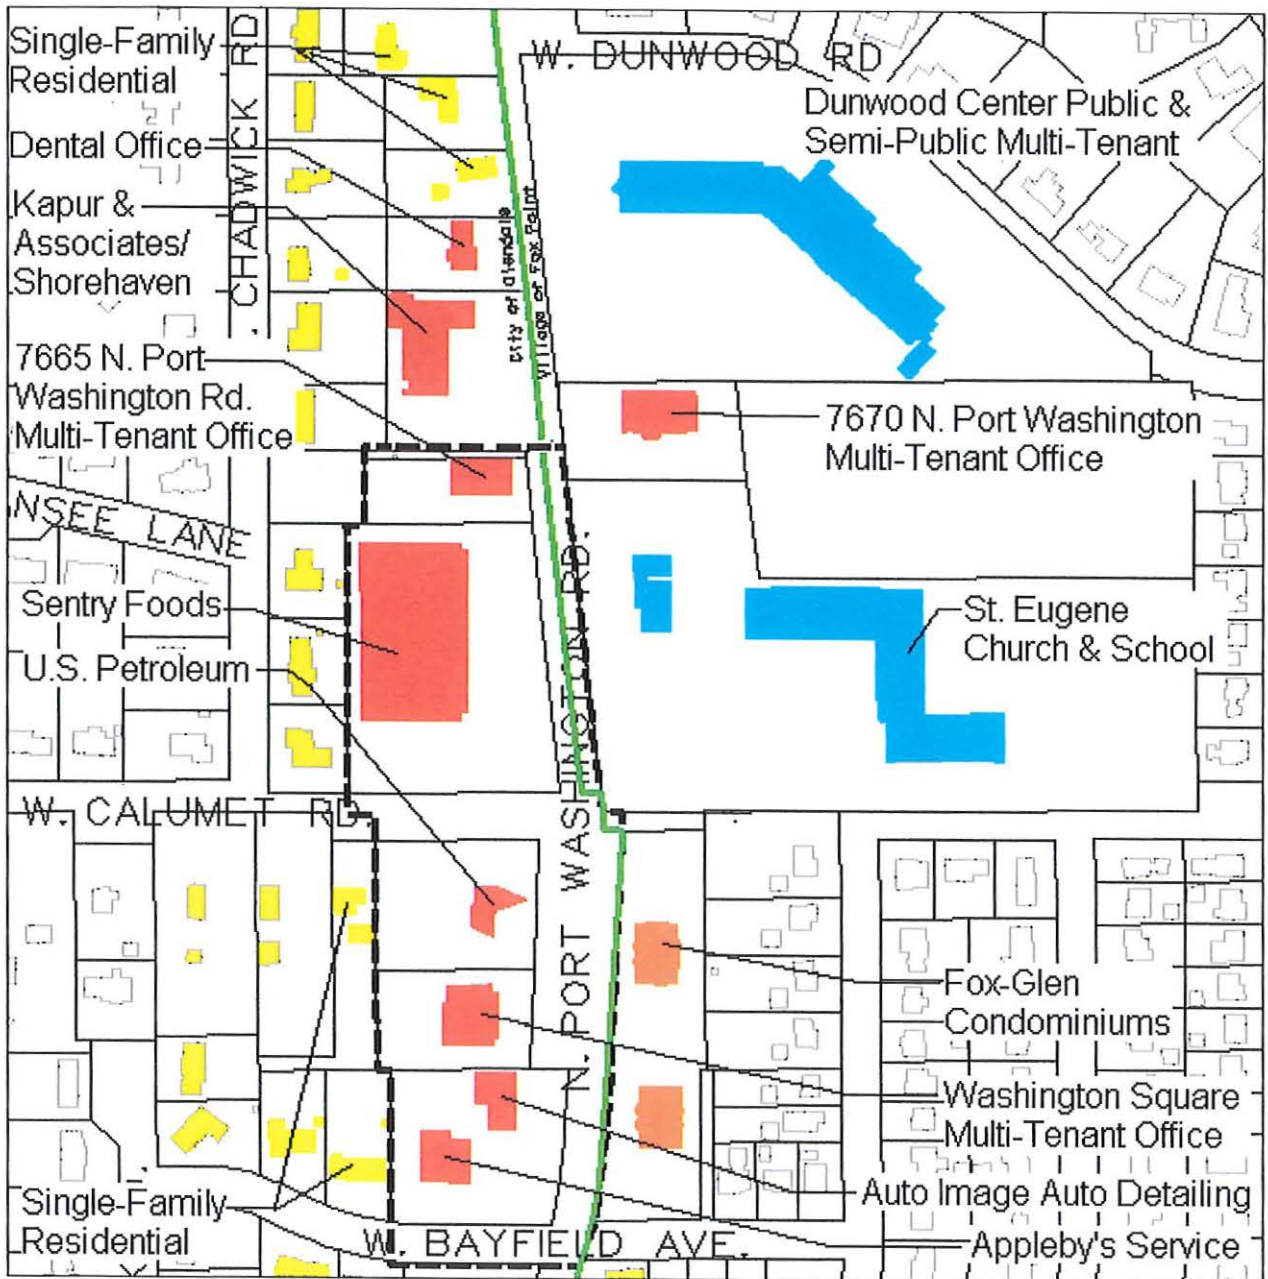 Single-Family
Residential
W. DUNWOOD RD
Dunwood Center Public &
Semi-Public Multi-Tenant
CHADWICK RD
Dental Office
Kapur &
Associates/
Shorehaven
City of Glendale
Village of Fox Point
7665 N. Port
Washington Rd.
Multi-Tenant Office
7670 N. Port Washington
Multi-Tenant Office
NSEE LANE
Sentry Foods
St. Eugene
Church & School
U.S. Petroleum
N. PORT WASHINGTON RD.
W. CALUMET RD.
Fox-Glen
Condominiums
Washington Square
Multi-Tenant Office
Auto Image Auto Detailing
Single-Family
Residential
W. BAYFIELD AVE.
Appleby's Service